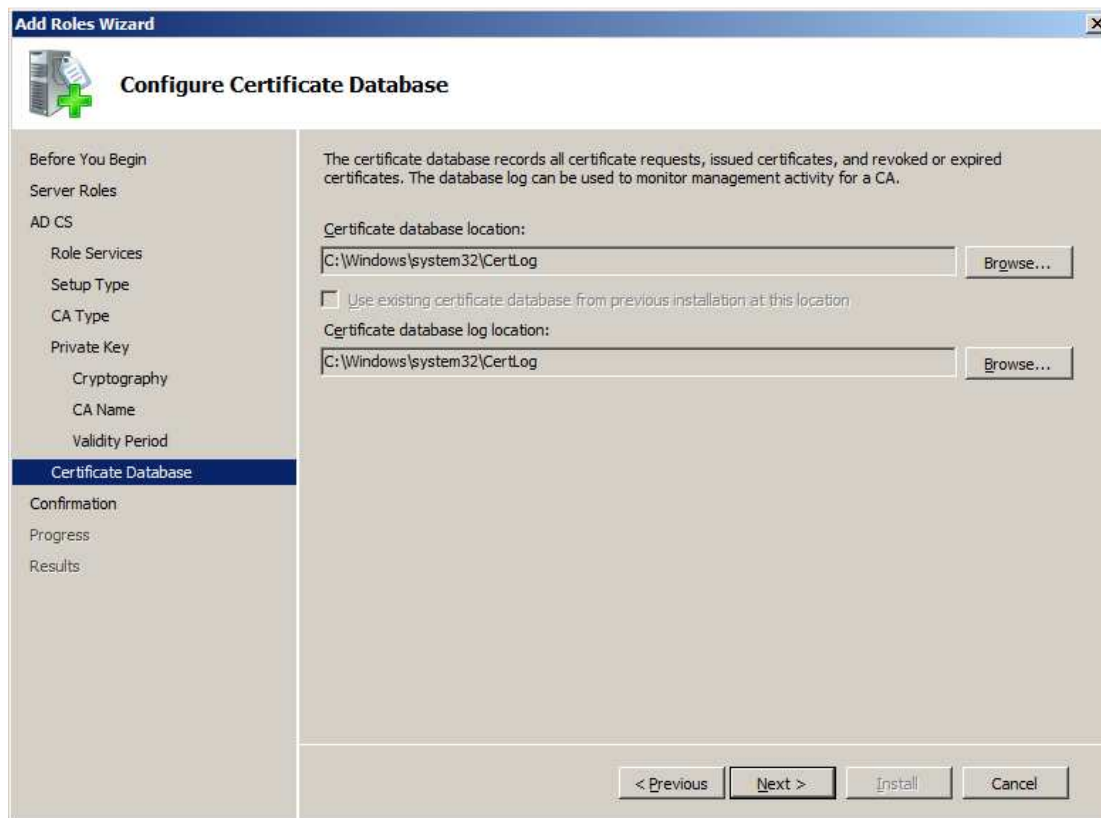 Add Roles Wizard
Configure Certificate Database
Before You Begin
Server Roles
AD CS
Role Services
Setup Type
CA Type
Private Key
Cryptography
CA Name
Validity Period
Certificate Database
Confirmation
Progress
Results
The certificate database records all certificate requests, issued certificates, and revoked or expired
certificates. The database log can be used to monitor management activity for a CA.
Certificate database location:
C:\Windows\system32\CertLog
Browse...
Use existing certificate database from previous installation at this location
Certificate database log location:
C:\Windows\system32\CertLog
Browse...
< Previous
Next >
Install
Cancel